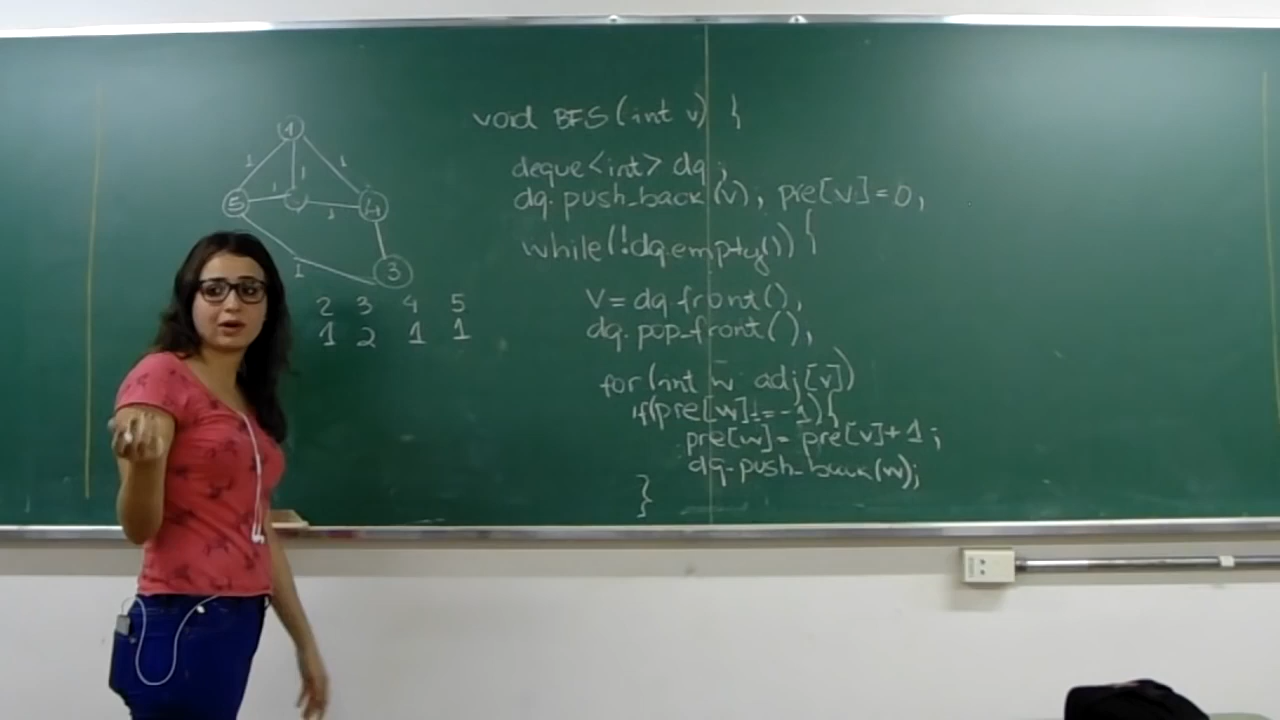 1
1 1 1
5 1 4
1
1 3
2 3 4 5
1 2 1 1
void BFS(int v) {
deque<int> dq;
dq.push_back(v), pre[v]=0,
while(!dq.empty()) {
v=dq.front(),
dq.pop_front(),
for(int w adj[v])
if(pre[w]!=-1){
pre[w]= pre[v]+1;
dq.push_back(w);
}